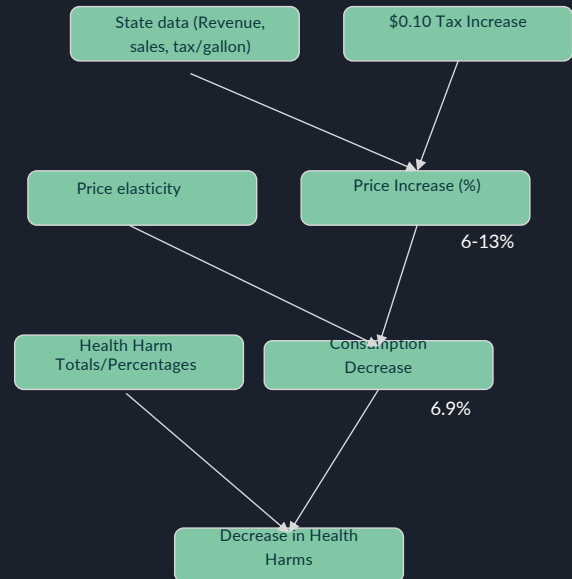 State data (Revenue,
sales, tax/gallon)
$0.10 Tax Increase
Price elasticity
Price Increase (%)
6-13%
Health Harm
Totals/Percentages
Consumption
Decrease
6.9%
Decrease in Health
Harms